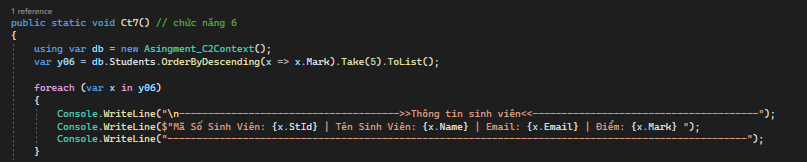 1 reference
public static void Ct7() // chức năng 6
{
using var db = new Asingment_C2Context();
var y06 = db.Students.OrderByDescending(x => x.Mark).Take(5).ToList();
foreach (var x in y06)
{
Console.WriteLine("\n-------------------------------------->>Thông tin sinh viên<<---------------------------------------");
Console.WriteLine($"Mã Số Sinh Viên: {x.StId} | Tên Sinh Viên: {x.Name} | Email: {x.Email} | Điểm: {x.Mark} ");
Console.WriteLine("----------------------------------------------------------------------------------------------------");
}